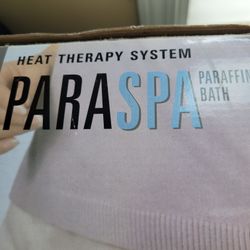 HEAT THERAPY SYSTEM
PARASPA
PARAFFIN
BATH